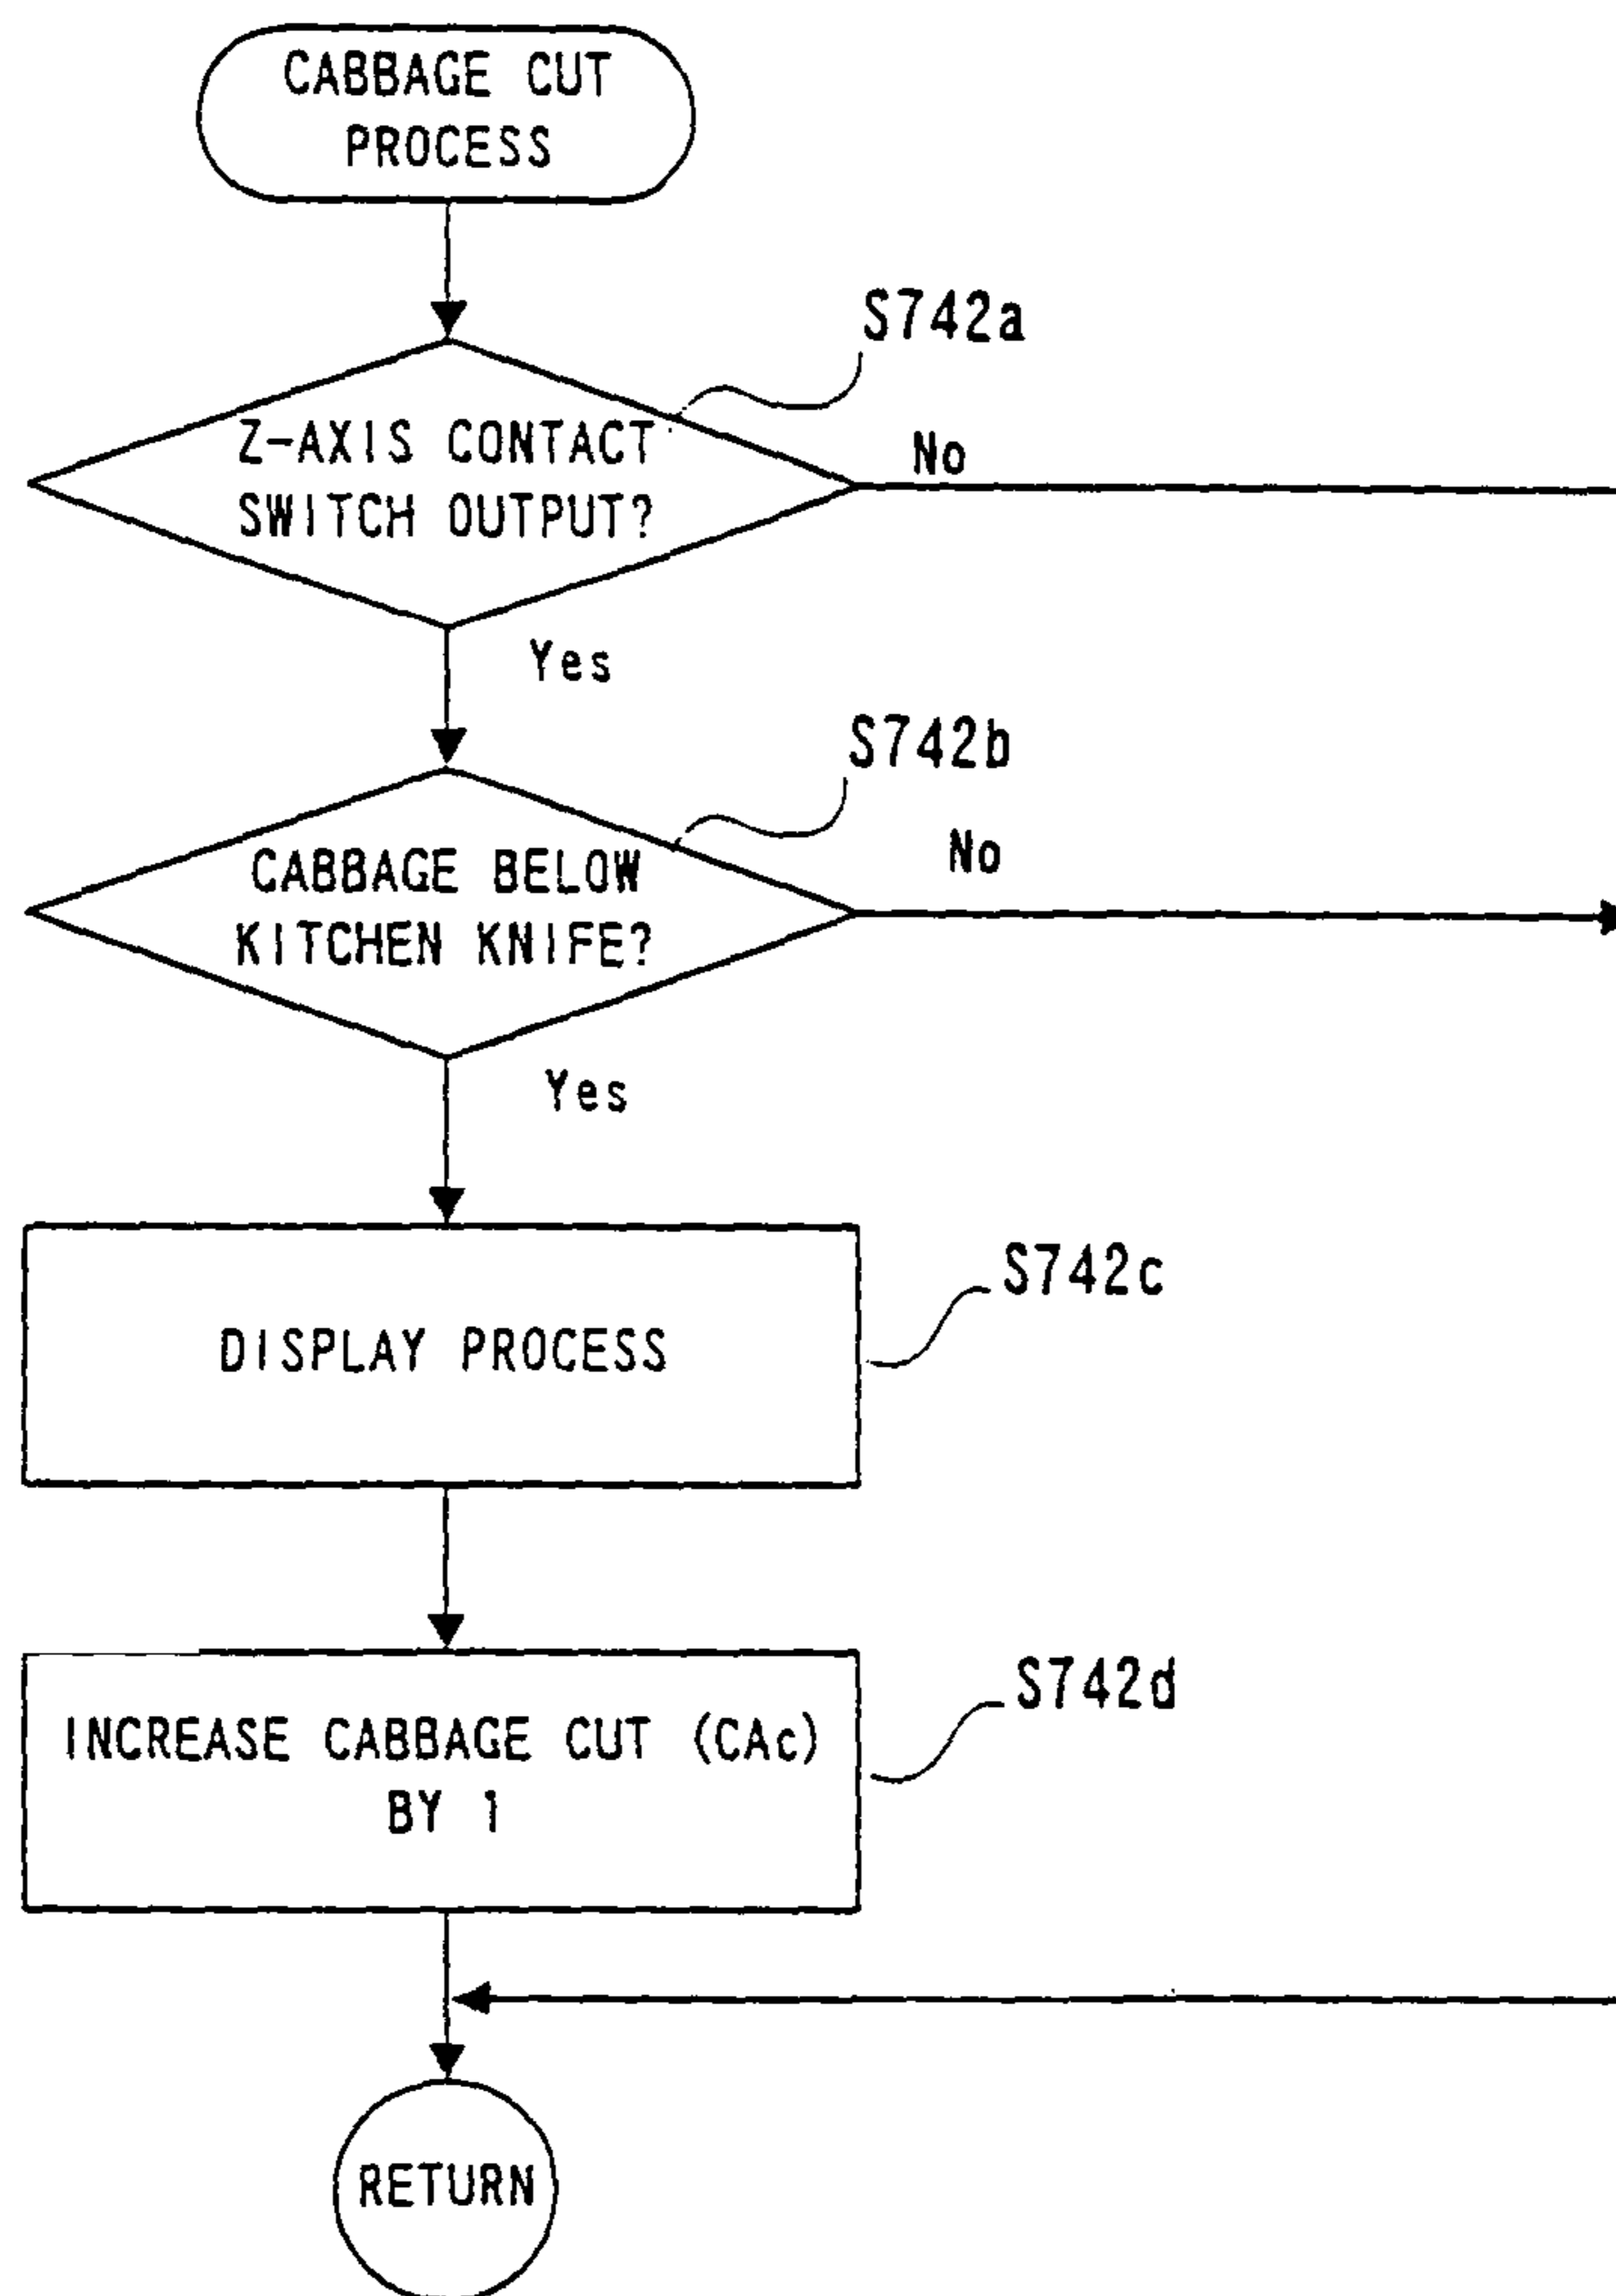 CABBAGE CUT
PROCESS
S742a
Z-AXIS CONTACT
SWITCH OUTPUT?
No
Yes
S742b
CABBAGE BELOW
KITCHEN KNIFE?
No
Yes
S742c
DISPLAY PROCESS
S742d
INCREASE CABBAGE CUT (CAc)
BY 1
RETURN